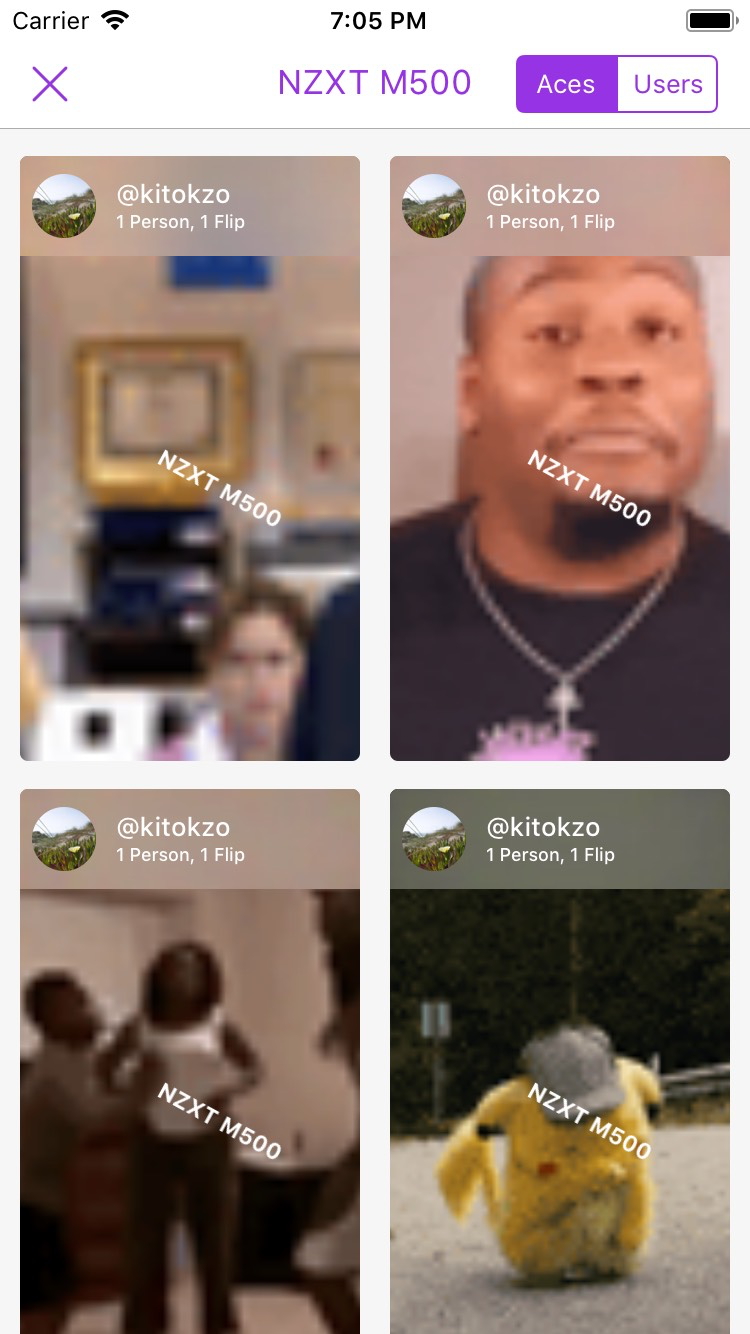 Carrier 7:05 PM
NZXT M500 Aces Users
@kitokzo
1 Person, 1 Flip
NZXT M500
@kitokzo
1 Person, 1 Flip
NZXT M500
@kitokzo
1 Person, 1 Flip
NZXT M500
@kitokzo
1 Person, 1 Flip
NZXT M500